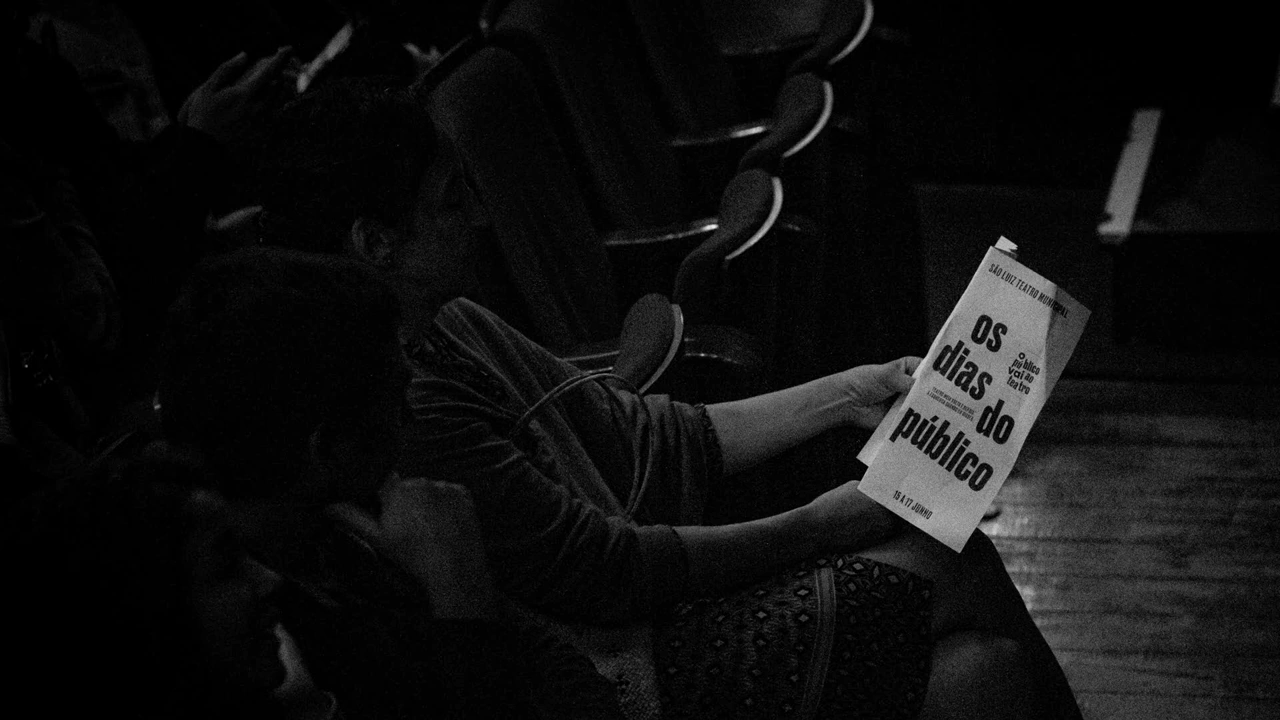 SÃO LUIZ TEATRO MUNICIPAL
os
dias
do
público
o
público
vai ao
teatro
15 A 17 JUNHO